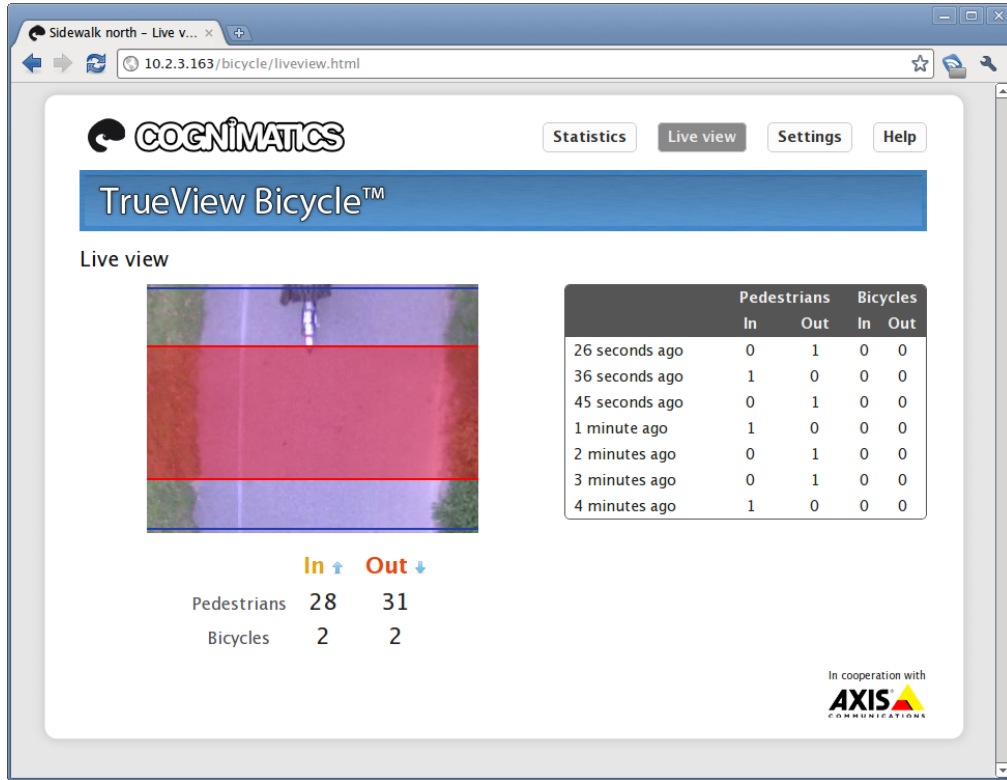 Sidewalk north – Live v...
10.2.3.163/bicycle/liveview.html
COGNIMATICS
Statistics Live view Settings Help
TrueView Bicycle™
Live view
Pedestrians Bicycles
In Out In Out
26 seconds ago 0 1 0 0
36 seconds ago 1 0 0 0
45 seconds ago 0 1 0 0
1 minute ago 1 0 0 0
2 minutes ago 0 1 0 0
3 minutes ago 0 1 0 0
4 minutes ago 1 0 0 0
In Out
Pedestrians 28 31
Bicycles 2 2
In cooperation with
AXIS
COMMUNICATIONS